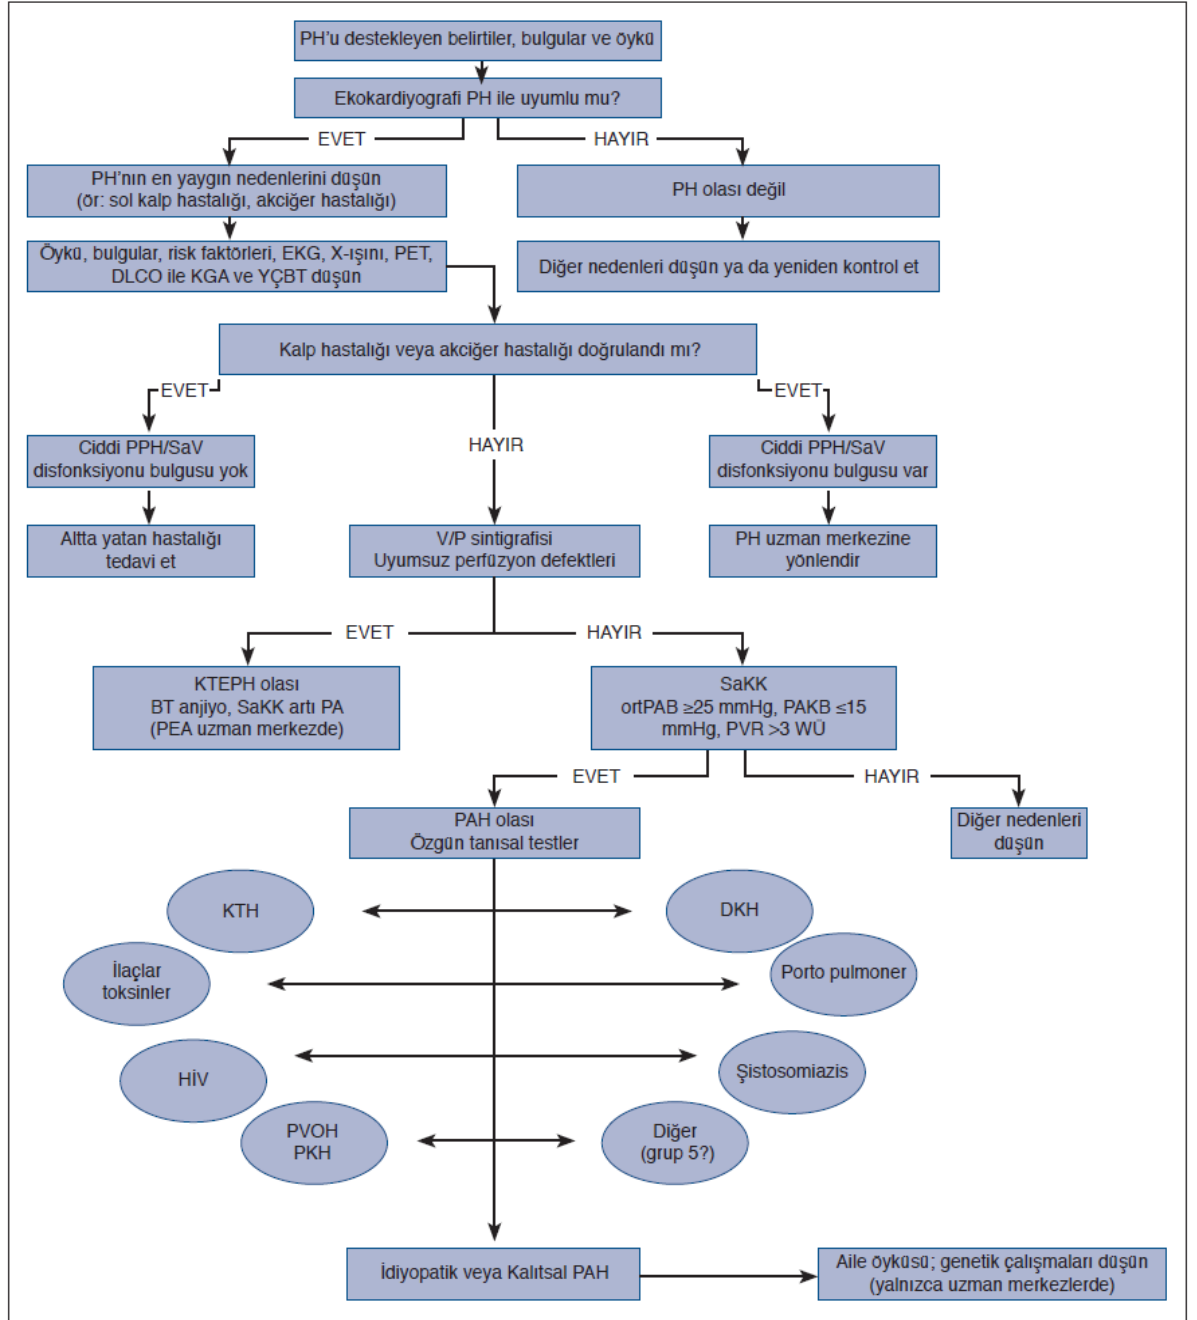 PH'u destekleyen belirtiler, bulgular ve öykü
Ekokardiyografi PH ile uyumlu mu?
EVET
HAYIR
PH'nın en yaygın nedenlerini düşün
(ör: sol kalp hastalığı, akciğer hastalığı)
PH olası değil
Öykü, bulgular, risk faktörleri, EKG, X-ışını, PET,
DLCO ile KGA ve YÇBT düşün
Diğer nedenleri düşün ya da yeniden kontrol et
Kalp hastalığı veya akciğer hastalığı doğrulandı mı?
EVET
HAYIR
EVET
Ciddi PPH/SaV
disfonksiyonu bulgusu yok
Ciddi PPH/SaV
disfonksiyonu bulgusu var
Altta yatan hastalığı
tedavi et
V/P sintigrafisi
Uyumsuz perfüzyon defektleri
PH uzman merkezine
yönlendir
EVET
HAYIR
KTEPH olası
BT anjiyo, SaKK artı PA
(PEA uzman merkezde)
SaKK
ortPAB ≥25 mmHg, PAKB ≤15
mmHg, PVR >3 WÜ
EVET
HAYIR
PAH olası
Özgün tanısal testler
Diğer nedenleri
düşün
KTH
DKH
İlaçlar
toksinler
Porto pulmoner
HİV
Şistosomiazis
PVOH
PKH
Diğer
(grup 5?)
İdiyopatik veya Kalıtsal PAH
Aile öyküsü; genetik çalışmaları düşün
(yalnızca uzman merkezlerde)